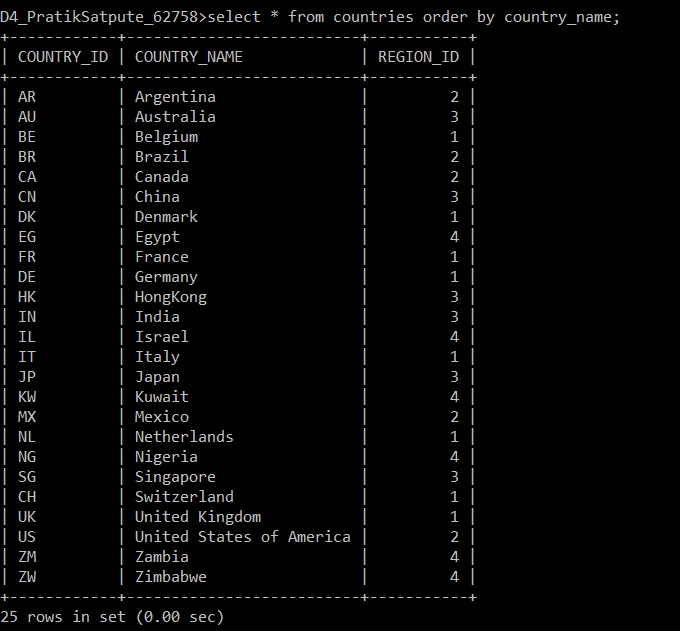 D4_PratikSatpute_62758>select * from countries order by country_name;
+------------+--------------------------+-----------+
| COUNTRY_ID | COUNTRY_NAME             | REGION_ID |
+------------+--------------------------+-----------+
| AR         | Argentina                |         2 |
| AU         | Australia                |         3 |
| BE         | Belgium                  |         1 |
| BR         | Brazil                   |         2 |
| CA         | Canada                   |         2 |
| CN         | China                    |         3 |
| DK         | Denmark                  |         1 |
| EG         | Egypt                    |         4 |
| FR         | France                   |         1 |
| DE         | Germany                  |         1 |
| HK         | HongKong                 |         3 |
| IN         | India                    |         3 |
| IL         | Israel                   |         4 |
| IT         | Italy                    |         1 |
| JP         | Japan                    |         3 |
| KW         | Kuwait                   |         4 |
| MX         | Mexico                   |         2 |
| NL         | Netherlands              |         1 |
| NG         | Nigeria                  |         4 |
| SG         | Singapore                |         3 |
| CH         | Switzerland              |         1 |
| UK         | United Kingdom           |         1 |
| US         | United States of America |         2 |
| ZM         | Zambia                   |         4 |
| ZW         | Zimbabwe                 |         4 |
+------------+--------------------------+-----------+
25 rows in set (0.00 sec)